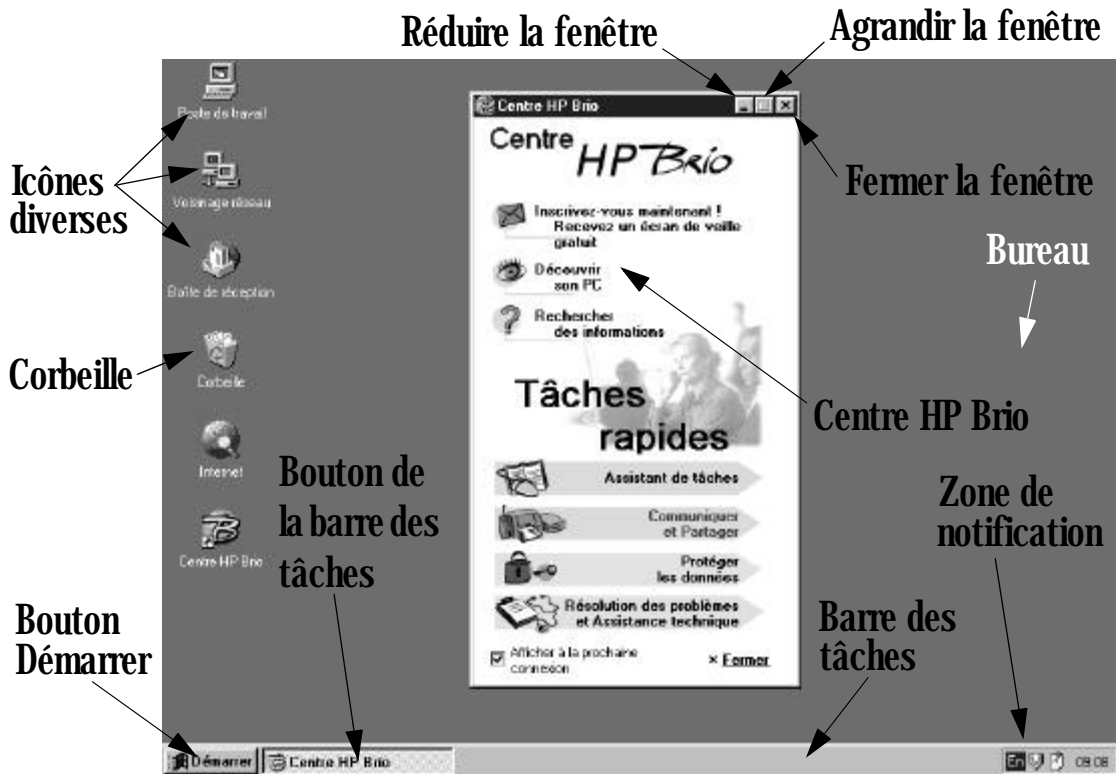 Réduire la fenêtre
Agrandir la fenêtre
Poste de travail
Centre HP Brio
Centre
HP Brio
Icônes
diverses
Voisinage réseau
Fermer la fenêtre
Inscrivez-vous maintenant !
Recevez un écran de veille
gratuit
Bureau
Boîte de réception
Découvrir
son PC
Rechercher
des informations
Corbeille
Corbeille
Tâches
rapides
Centre HP Brio
Internet
Bouton de
la barre des
tâches
Assistant de tâches
Zone de
notification
Communiquer
et Partager
Centre HP Brio
Protéger
les données
Bouton
Démarrer
Résolution des problèmes
et Assistance technique
Barre des
tâches
Afficher à la prochaine
connexion
× Fermer
Démarrer
Centre HP Brio
En
09:08